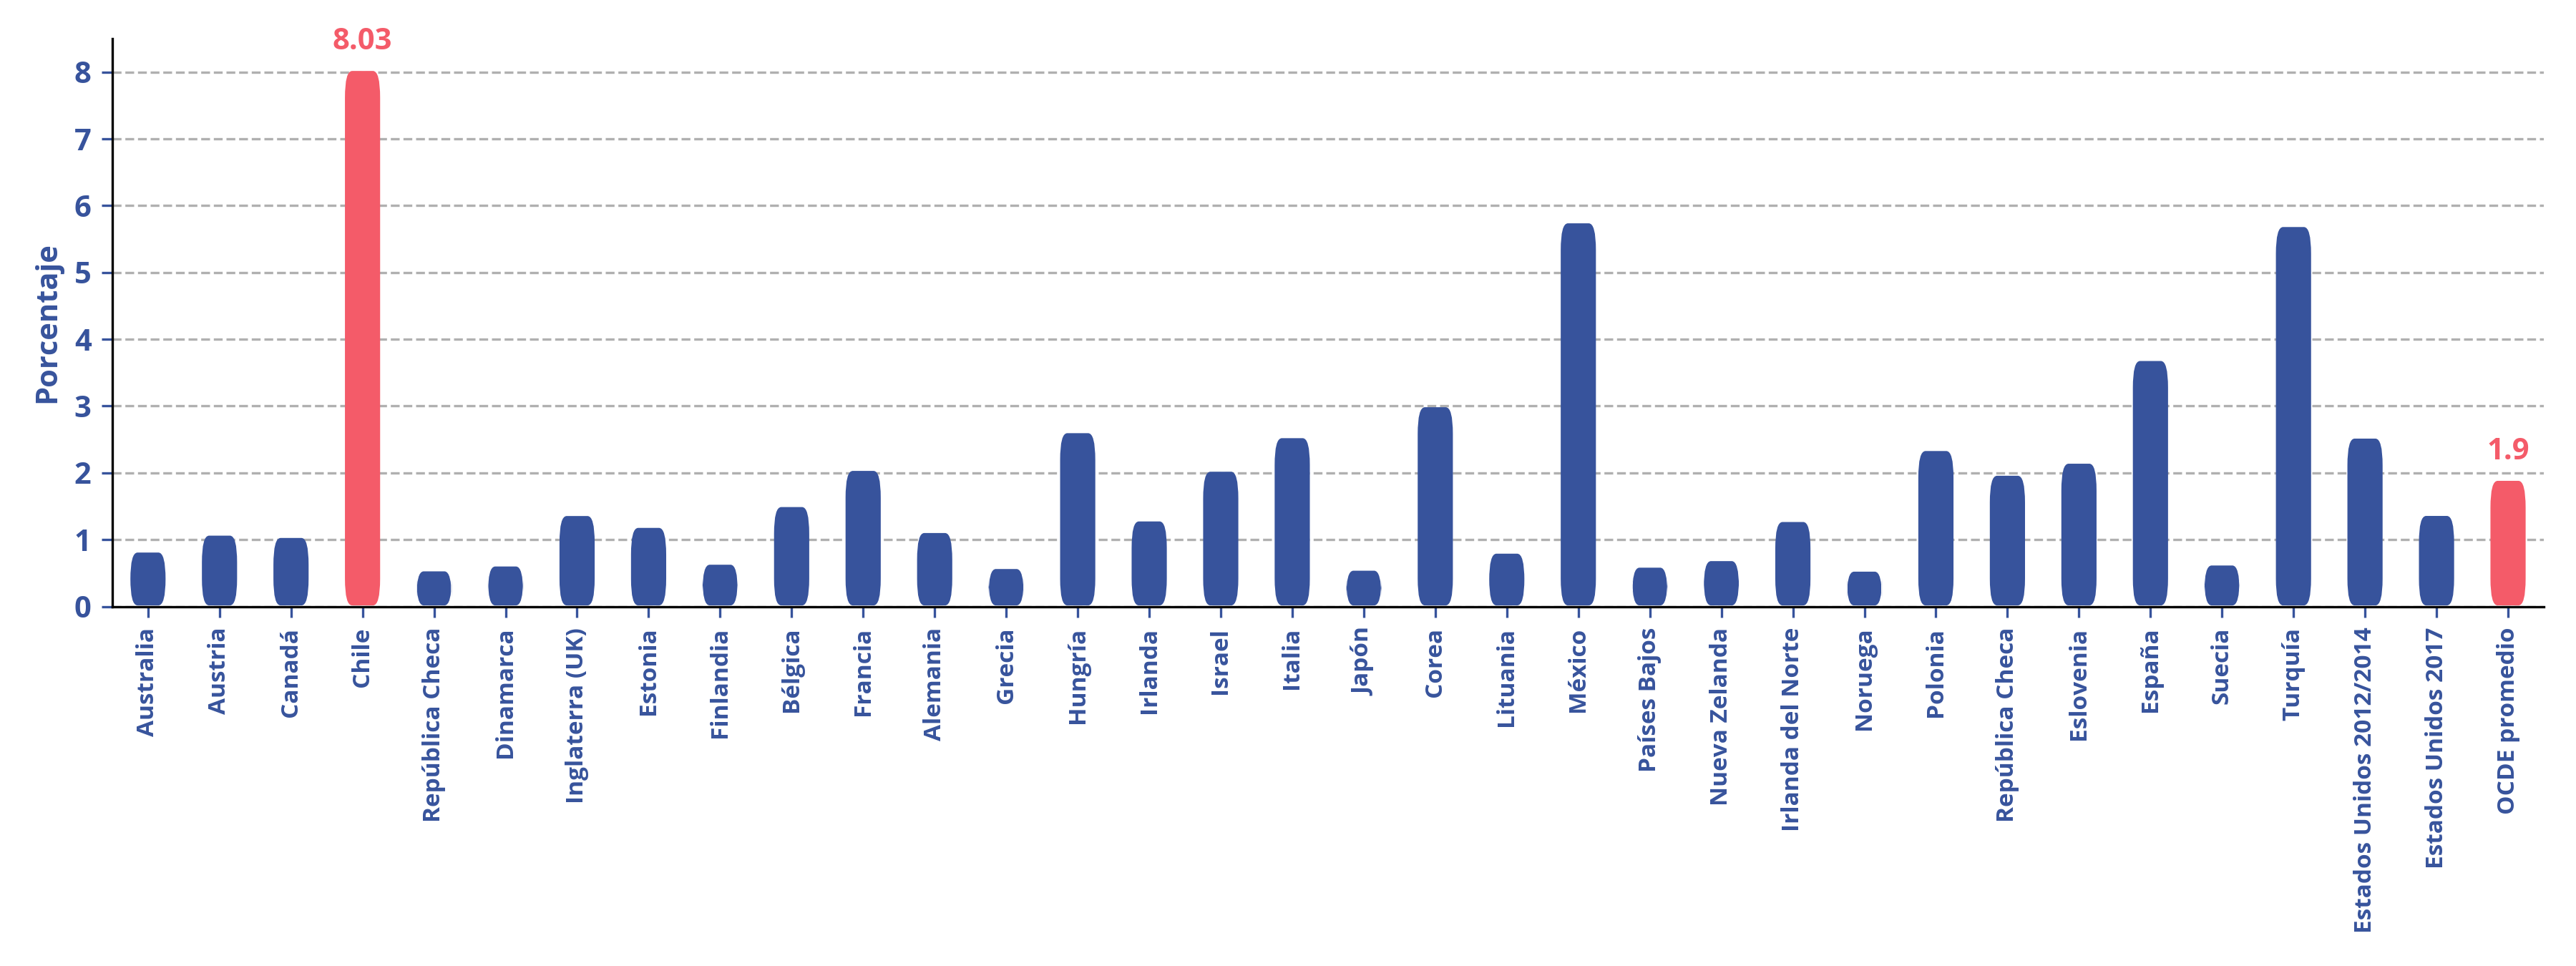 8.03
8
7
6
5
4
3
2
1
0
Porcentaje
1.9
Australia
Austria
Canadá
Chile
República Checa
Dinamarca
Inglaterra (UK)
Estonia
Finlandia
Bélgica
Francia
Alemania
Grecia
Hungría
Irlanda
Israel
Italia
Japón
Corea
Lituania
México
Países Bajos
Nueva Zelanda
Irlanda del Norte
Noruega
Polonia
República Checa
Eslovenia
España
Suecia
Turquía
Estados Unidos 2012/2014
Estados Unidos 2017
OCDE promedio